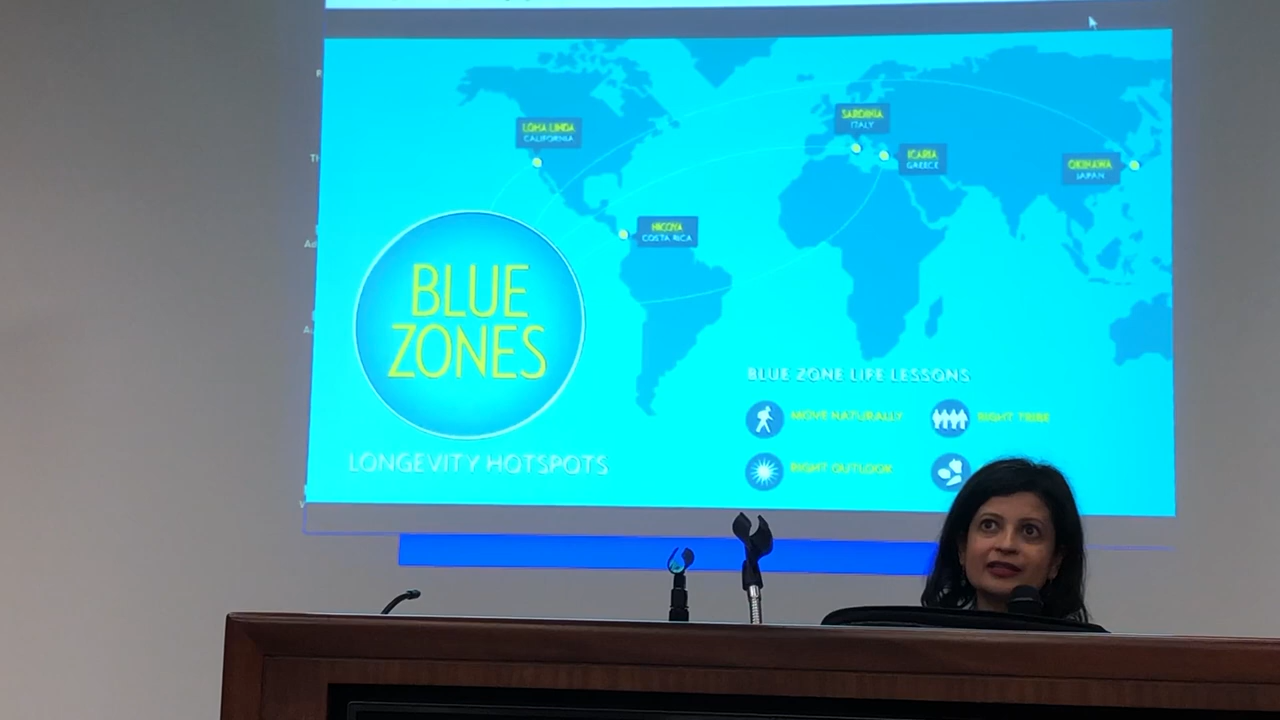 LOMA LINDA
CALIFORNIA
SARDINIA
ITALY
ICARIA
GREECE
OKINAWA
JAPAN
NICOYA
COSTA RICA
BLUE
ZONES
LONGEVITY HOTSPOTS
BLUE ZONE LIFE LESSONS
MOVE NATURALLY
RIGHT TRIBE
RIGHT OUTLOOK